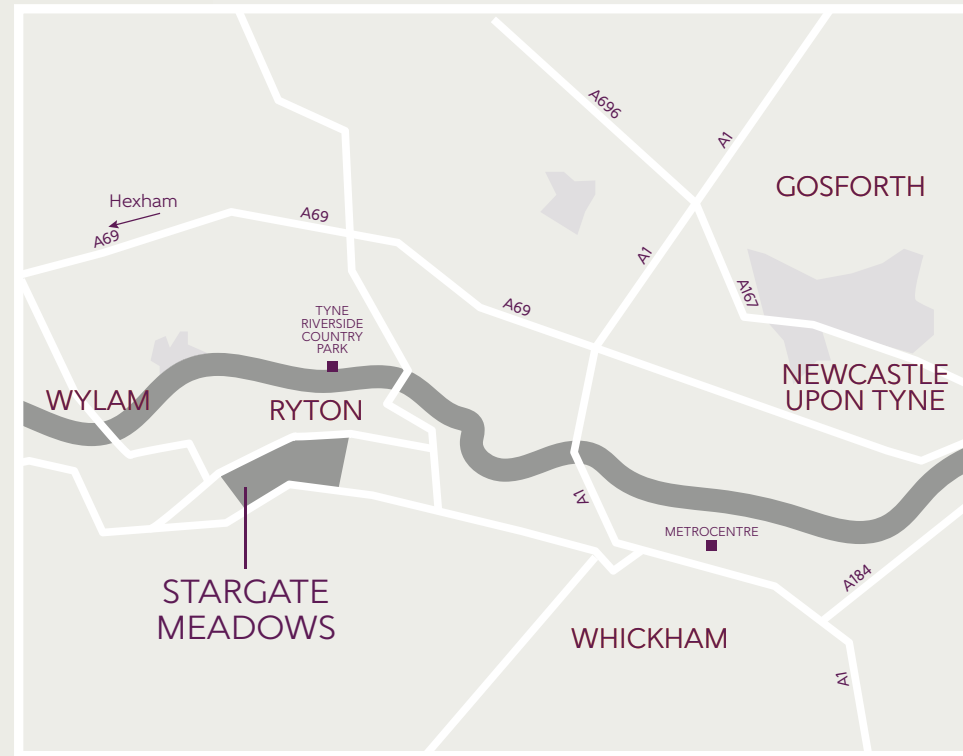 A696
A1
GOSFORTH
Hexham
A69
A69
A1
A167
A69
TYNE
RIVERSIDE
COUNTRY
PARK
NEWCASTLE
UPON TYNE
WYLAM
RYTON
A1
METROCENTRE
A184
STARGATE
MEADOWS
WHICKHAM
A1